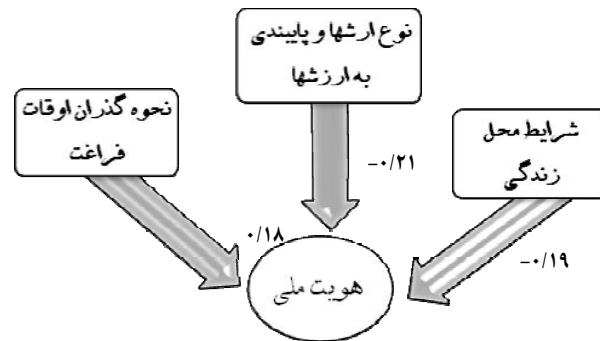 نوع ارشها و پایبندی
به ارزشها
نحوه گذران اوقات
فراغت
شرایط محل
زندگی
-۰/۲۱
۰/۱۸
-۰/۱۹
هویت ملی